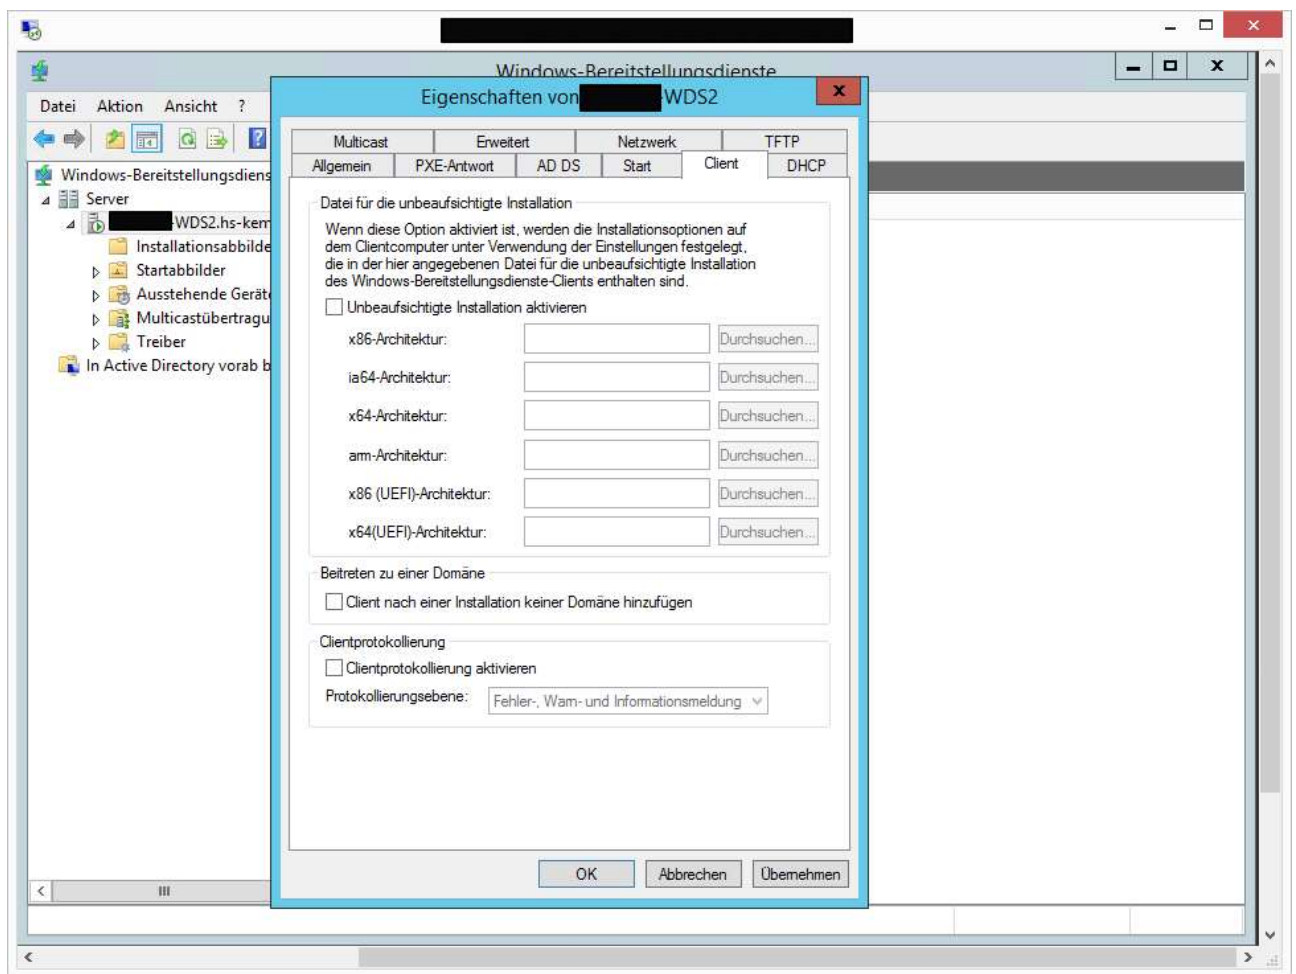 Windows-Bereitstellungsdienste
Datei Aktion Ansicht ?
Windows-Bereitstellungsdiens
Server
-WDS2.hs-kem
Installationsabbilde
Startabbilder
Ausstehende Geräte
Multicastübertragu
Treiber
In Active Directory vorab b
Eigenschaften von WDS2
Multicast Erweitert Netzwerk TFTP
Allgemein PXE-Antwort AD DS Start Client DHCP
Datei für die unbeaufsichtigte Installation
Wenn diese Option aktiviert ist, werden die Installationsoptionen auf
dem Clientcomputer unter Verwendung der Einstellungen festgelegt,
die in der hier angegebenen Datei für die unbeaufsichtigte Installation
des Windows-Bereitstellungsdienste-Clients enthalten sind.
Unbeaufsichtigte Installation aktivieren
x86-Architektur: Durchsuchen...
ia64-Architektur: Durchsuchen...
x64-Architektur: Durchsuchen...
arm-Architektur: Durchsuchen...
x86 (UEFI)-Architektur: Durchsuchen...
x64(UEFI)-Architektur: Durchsuchen...
Beitreten zu einer Domäne
Client nach einer Installation keiner Domäne hinzufügen
Clientprotokollierung
Clientprotokollierung aktivieren
Protokollierungsebene: Fehler-, Warn- und Informationsmeldung
OK Abbrechen Übernehmen